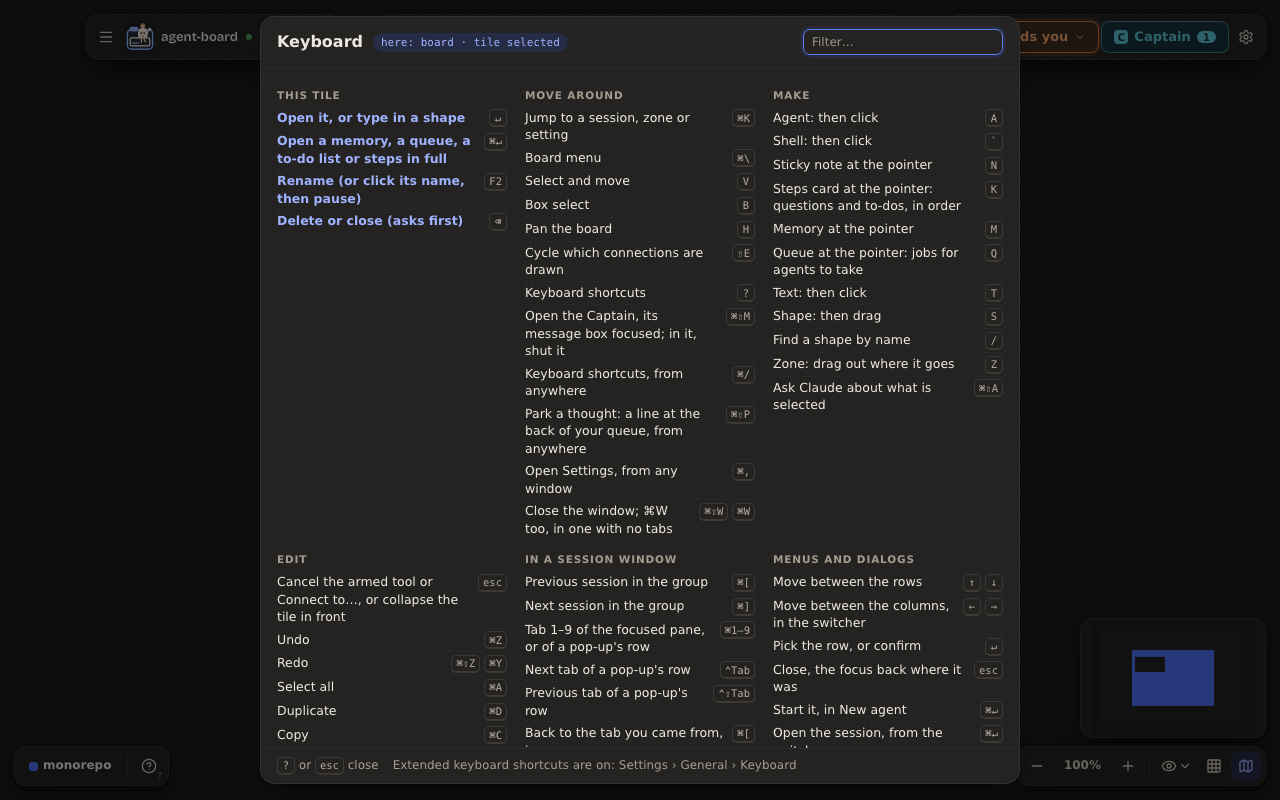 agent-board
Keyboard
here: board · tile selected
Filter…
ds you
C Captain 1
THIS TILE
Open it, or type in a shape ↵
Open a memory, a queue, a ⌘↵
to-do list or steps in full
Rename (or click its name, F2
then pause)
Delete or close (asks first) ⌫
MOVE AROUND
Jump to a session, zone or ⌘K
setting
Board menu ⌘\
Select and move V
Box select B
Pan the board H
Cycle which connections are ⇧E
drawn
Keyboard shortcuts ?
Open the Captain, its ⌘⇧M
message box focused; in it,
shut it
Keyboard shortcuts, from ⌘/
anywhere
Park a thought: a line at the ⌘⇧P
back of your queue, from
anywhere
Open Settings, from any ⌘,
window
Close the window; ⌘W ⌘⇧W ⌘W
too, in one with no tabs
MAKE
Agent: then click A
Shell: then click `
Sticky note at the pointer N
Steps card at the pointer: K
questions and to-dos, in order
Memory at the pointer M
Queue at the pointer: jobs for Q
agents to take
Text: then click T
Shape: then drag S
Find a shape by name /
Zone: drag out where it goes Z
Ask Claude about what is ⌘⇧A
selected
EDIT
Cancel the armed tool or esc
Connect to…, or collapse the
tile in front
Undo ⌘Z
Redo ⌘⇧Z ⌘Y
Select all ⌘A
Duplicate ⌘D
Copy ⌘C
IN A SESSION WINDOW
Previous session in the group ⌘[
Next session in the group ⌘]
Tab 1–9 of the focused pane, ⌘1–9
or of a pop-up's row
Next tab of a pop-up's row ⌃Tab
Previous tab of a pop-up's ⌃⇧Tab
row
Back to the tab you came from, ⌘[
MENUS AND DIALOGS
Move between the rows ↑ ↓
Move between the columns, ← →
in the switcher
Pick the row, or confirm ↵
Close, the focus back where it esc
was
Start it, in New agent ⌘↵
Open the session, from the ⌘↵
? or esc close Extended keyboard shortcuts are on: Settings › General › Keyboard
monorepo
?
100%